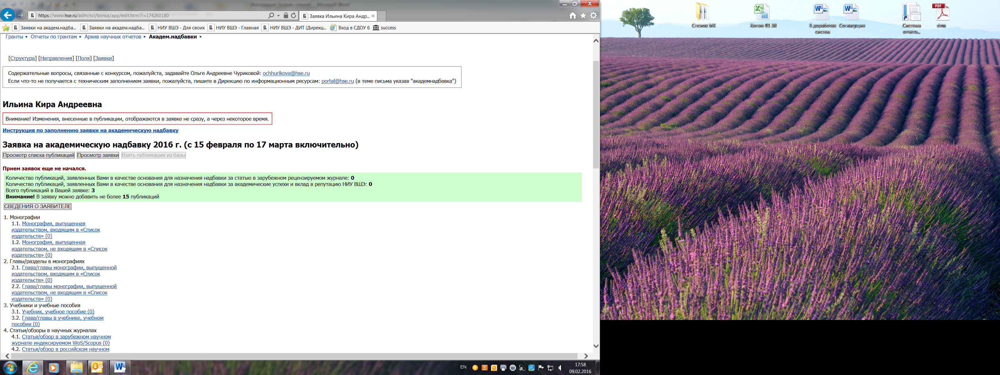 https://www.hse.ru/adm/sci/bonus/app/edit.html?i=174260180
Заявка Ильина Кира Андр...
Заявки на академ.надба...
Заявки на академ.надба...
НИУ ВШЭ - Для своих
НИУ ВШЭ - Главная
НИУ ВШЭ - ДИТ (Дирекц...
Вход в СДОУ 6
success
Гранты ▪ Отчеты по грантам ▪ Архив научных отчетов ▪ Академ.надбавки ▪
[Структура] [Направления] [Поля] [Заявки]
Содержательные вопросы, связанные с конкурсом, пожалуйста, задавайте Ольге Андреевне Чуриковой: ochhurikova@hse.ru
Если что-то не получается с техническим заполнением заявки, пожалуйста, пишите в Дирекцию по информационным ресурсам: portal@hse.ru (в теме письма указав "академнадбавка")
Ильина Кира Андреевна
Внимание! Изменения, внесенные в публикации, отображаются в заявке не сразу, а через некоторое время.
Инструкция по заполнению заявки на академическую надбавку
Заявка на академическую надбавку 2016 г. (с 15 февраля по 17 марта включительно)
Просмотр списка публикаций Просмотр заявки Взять публикации из базы
Прием заявок еще не начался.
Количество публикаций, заявленных Вами в качестве основания для назначения надбавки за статью в зарубежном рецензируемом журнале: 0
Количество публикаций, заявленных Вами в качестве основания для назначения надбавки за академические успехи и вклад в репутацию НИУ ВШЭ: 0
Всего публикаций в Вашей заявке: 3
Внимание! В заявку можно добавить не более 15 публикаций
СВЕДЕНИЯ О ЗАЯВИТЕЛЕ
1. Монографии
1.1. Монография, выпущенная
издательством, входящим в «Список
издательств» (0)
1.2. Монография, выпущенная
издательством, не входящим в «Список
издательств» (0)
2. Главы/разделы в монографиях
2.1. Глава/главы монографии, выпущенной
издательством, входящим в «Список
издательств» (0)
2.2. Глава/главы монографии, выпущенной
издательством, не входящим в «Список
издательств» (0)
3. Учебники и учебные пособия
3.1. Учебник, учебное пособие (0)
3.2. Глава/главы в учебнике, учебном
пособии (0)
4. Статьи/обзоры в научных журналах
4.1. Статья/обзор в зарубежном научном
журнале индексируемом WoS/Scopus (0)
4.2. Статья/обзор в российском научном
EN
17:58
09.02.2016
Спсиок МК
Копия 01 38
В доработке
систем
Согласущие
Система
отчето...
dms
PDF